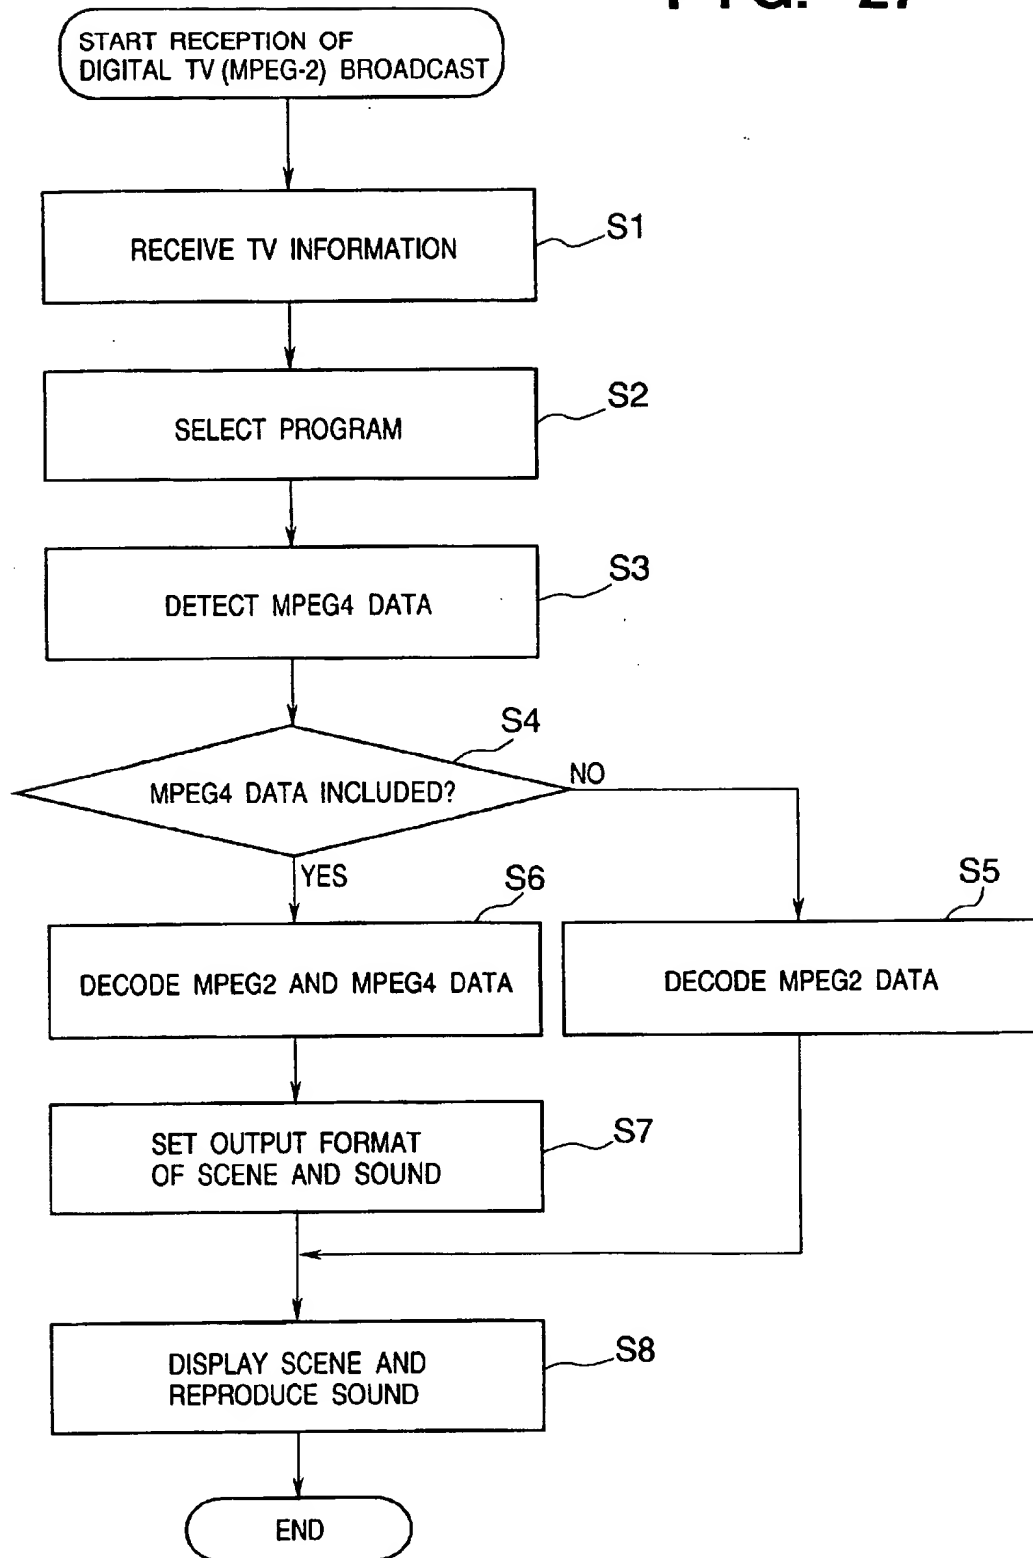 FIG. 27
START RECEPTION OF
DIGITAL TV (MPEG-2) BROADCAST
RECEIVE TV INFORMATION
S1
SELECT PROGRAM
S2
DETECT MPEG4 DATA
S3
S4
MPEG4 DATA INCLUDED?
NO
YES
S6
S5
DECODE MPEG2 AND MPEG4 DATA
DECODE MPEG2 DATA
SET OUTPUT FORMAT
OF SCENE AND SOUND
S7
DISPLAY SCENE AND
REPRODUCE SOUND
S8
END